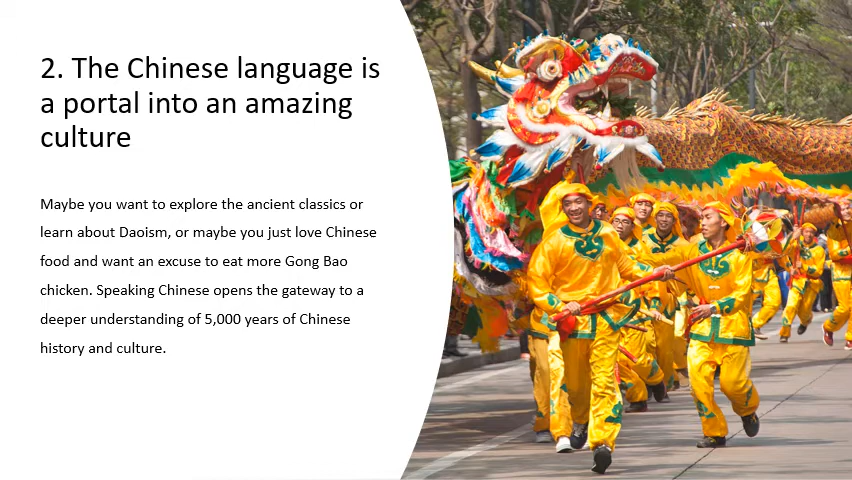 2. The Chinese language is
a portal into an amazing
culture
Maybe you want to explore the ancient classics or
learn about Daoism, or maybe you just love Chinese
food and want an excuse to eat more Gong Bao
chicken. Speaking Chinese opens the gateway to a
deeper understanding of 5,000 years of Chinese
history and culture.